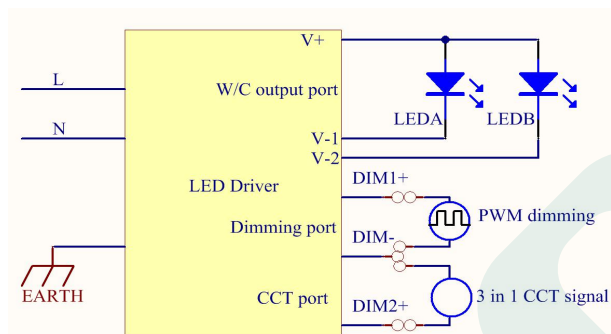 V+
L
W/C output port
LEDA
LEDB
N
V-1
V-2
DIM1+
LED Driver
PWM dimming
Dimming port
DIM-
EARTH
CCT port
3 in 1 CCT signal
DIM2+